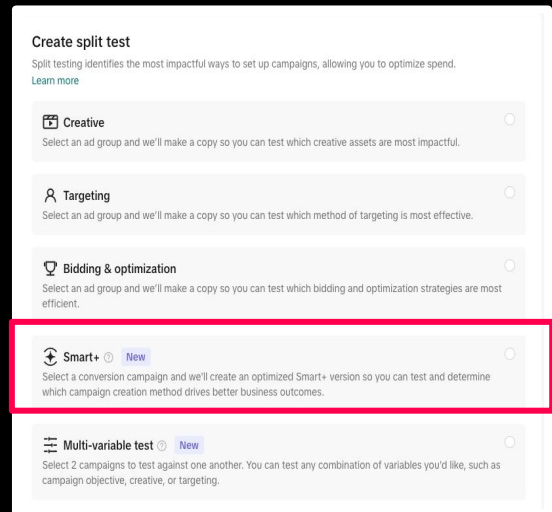 Create split test
Split testing identifies the most impactful ways to set up campaigns, allowing you to optimize spend.
Learn more
Creative
Select an ad group and we'll make a copy so you can test which creative assets are most impactful.
Targeting
Select an ad group and we'll make a copy so you can test which method of targeting is most effective.
Bidding & optimization
Select an ad group and we'll make a copy so you can test which bidding and optimization strategies are most
efficient.
Smart+ New
Select a conversion campaign and we'll create an optimized Smart+ version so you can test and determine
which campaign creation method drives better business outcomes.
Multi-variable test New
Select 2 campaigns to test against one another. You can test any combination of variables you'd like, such as
campaign objective, creative, or targeting.